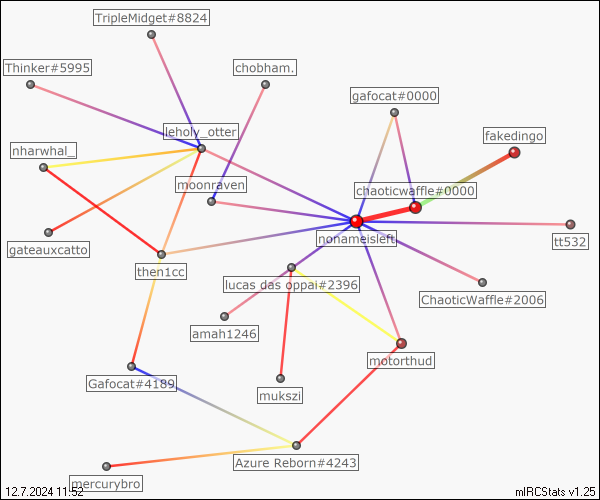 TripleMidget#8824
Thinker#5995
chobham.
gafocat#0000
leholy_otter
fakedingo
nharwhal_
moonraven
chaoticwaffle#0000
gateauxcatto
nonameisleft
tt532
then1cc
lucas das oppai#2396
ChaoticWaffle#2006
amah1246
motorthud
Gafocat#4189
mukszi
Azure Reborn#4243
mercurybro
12.7.2024 11:52
mIRCStats v1.25